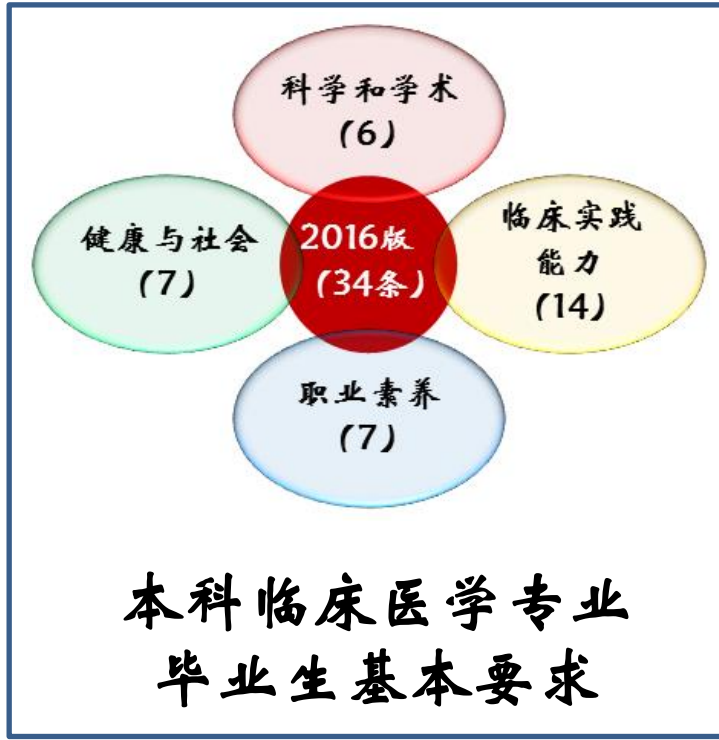 科学和学术
(6)
健康与社会
(7)
2016版
(34条)
临床实践
能力
(14)
职业素养
(7)
本科临床医学专业
毕业生基本要求